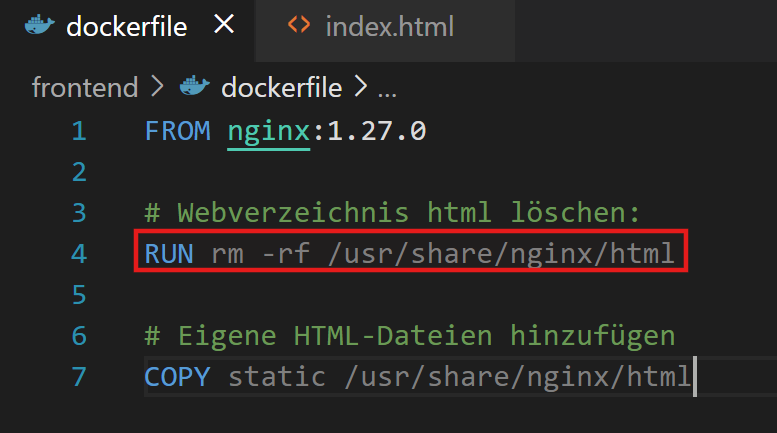 dockerfile × <> index.html
frontend > dockerfile > ...
1 FROM nginx:1.27.0
2
3 # Webverzeichnis html löschen:
4 RUN rm -rf /usr/share/nginx/html
5
6 # Eigene HTML-Dateien hinzufügen
7 COPY static /usr/share/nginx/html